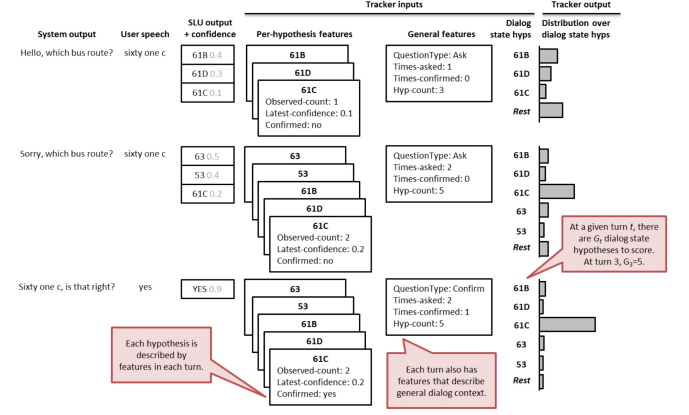 Tracker inputs
Tracker output
System output
User speech
SLU output
+ confidence
Per-hypothesis features
General features
Dialog
state hyps
Distribution over
dialog state hyps
Hello, which bus route?
sixty one c
61B 0.4
61D 0.3
61C 0.1
61B
61D
61C
Observed-count: 1
Latest-confidence: 0.1
Confirmed: no
QuestionType: Ask
Times-asked: 1
Times-confirmed: 0
Hyp-count: 3
61B
61D
61C
Rest
Sorry, which bus route?
sixty one c
63 0.5
53 0.4
61C 0.2
63
53
61B
61D
61C
Observed-count: 2
Latest-confidence: 0.2
Confirmed: no
QuestionType: Ask
Times-asked: 2
Times-confirmed: 0
Hyp-count: 5
61B
61D
61C
63
53
Rest
At a given turn t, there
are Gt dialog state
hypotheses to score.
At turn 3, G3=5.
Sixty one c, is that right?
yes
YES 0.9
63
53
61B
61D
61C
Observed-count: 2
Latest-confidence: 0.2
Confirmed: yes
QuestionType: Confirm
Times-asked: 2
Times-confirmed: 1
Hyp-count: 5
61B
61D
61C
63
53
Rest
Each hypothesis is
described by
features in each turn.
Each turn also has
features that describe
general dialog context.